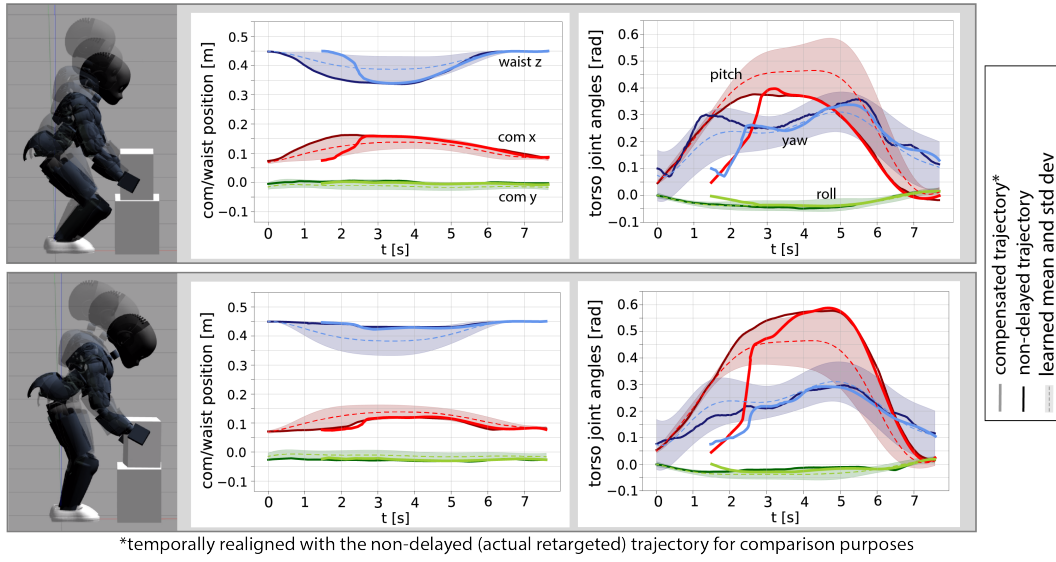 com/waist position [m]
0.5
0.4
0.3
0.2
0.1
0.0
−0.1
waist z
com x
com y
0 1 2 3 4 5 6 7
t [s]
torso joint angles [rad]
0.6
0.5
0.4
0.3
0.2
0.1
0.0
−0.1
pitch
yaw
roll
0 1 2 3 4 5 6 7
t [s]
com/waist position [m]
0.5
0.4
0.3
0.2
0.1
0.0
−0.1
0 1 2 3 4 5 6 7
t [s]
torso joint angles [rad]
0.6
0.5
0.4
0.3
0.2
0.1
0.0
−0.1
0 1 2 3 4 5 6 7
t [s]
compensated trajectory*
non-delayed trajectory
learned mean and std dev
*temporally realigned with the non-delayed (actual retargeted) trajectory for comparison purposes